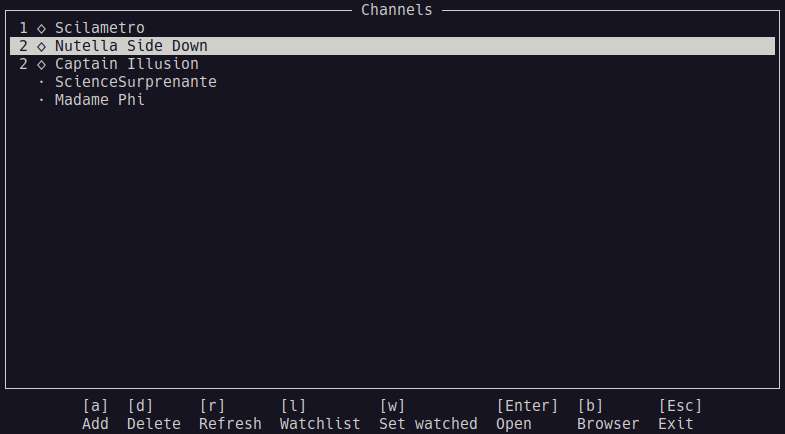 Channels
1 ◇ Scilametro
2 ◇ Nutella Side Down
2 ◇ Captain Illusion
· ScienceSurprenante
· Madame Phi
[a] [d] [r] [l] [w] [Enter] [b] [Esc]
Add Delete Refresh Watchlist Set watched Open Browser Exit